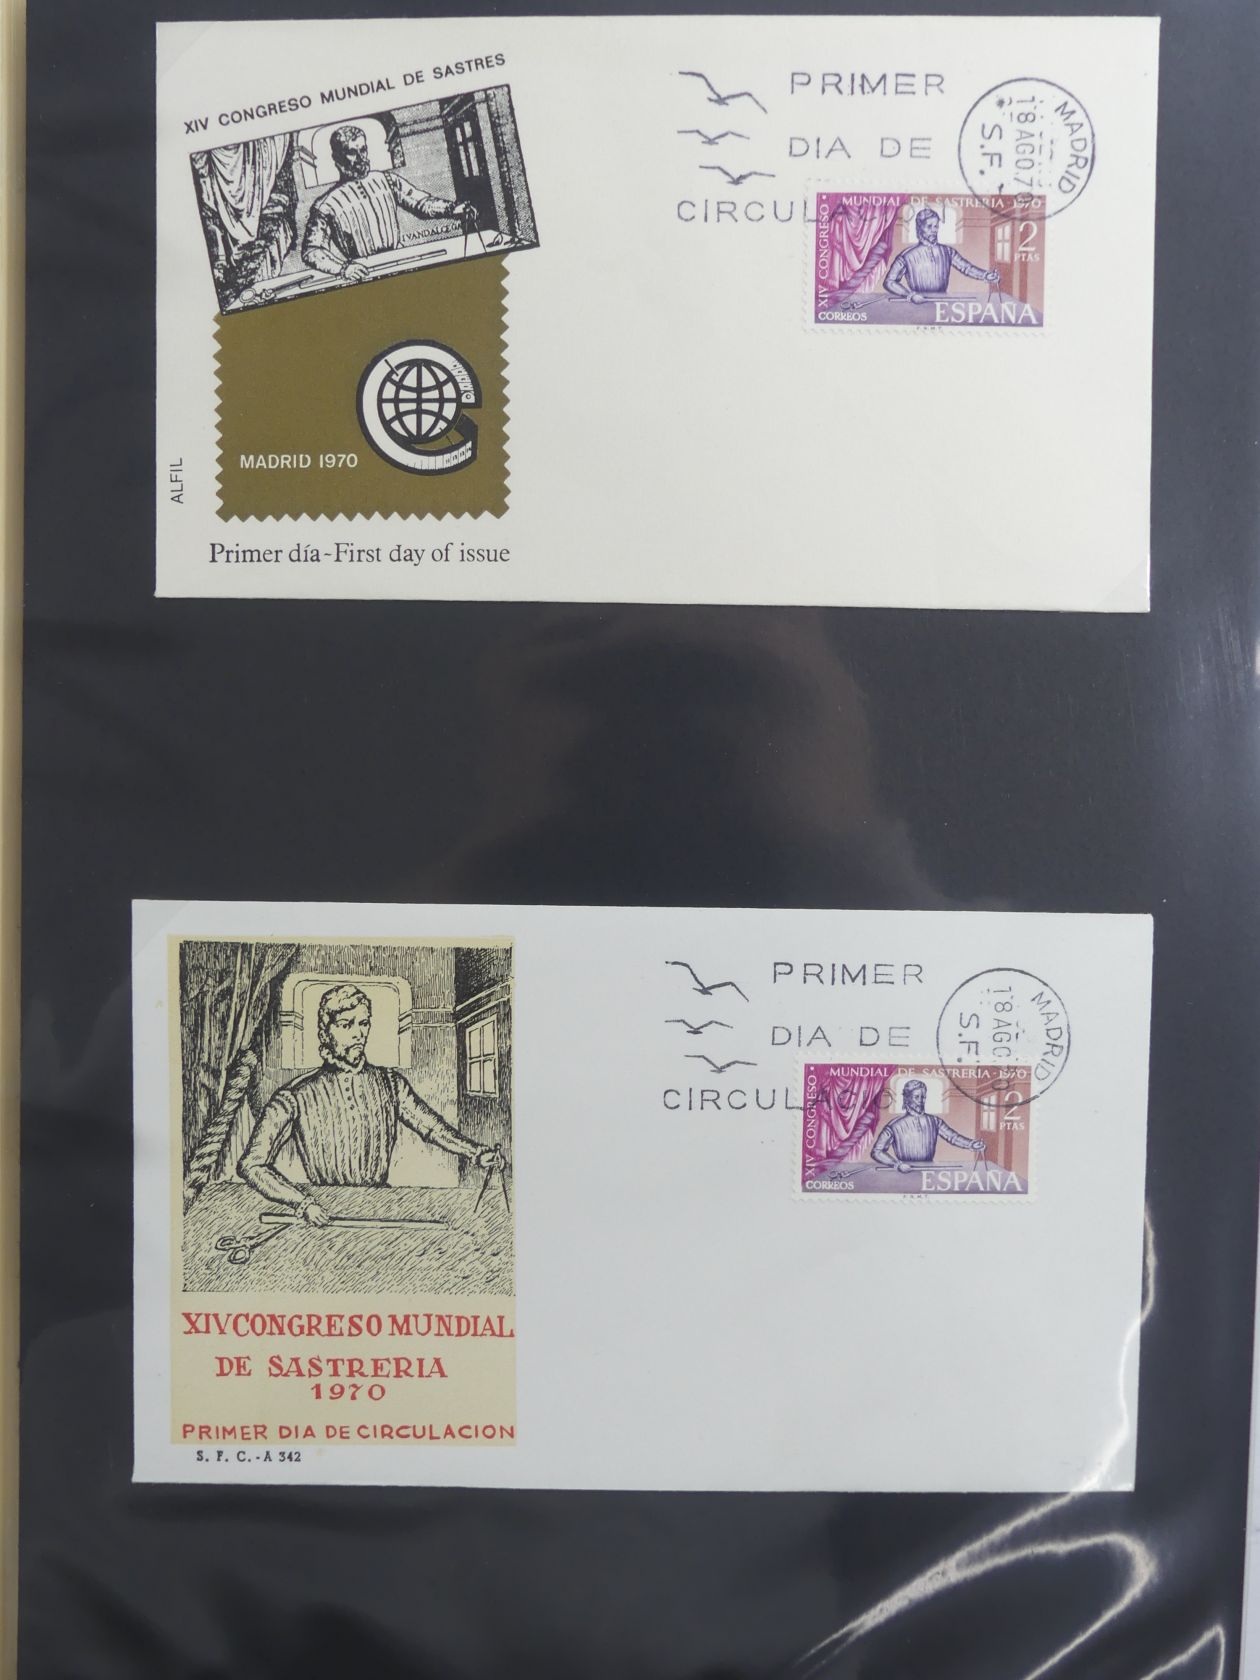 XIV CONGRESO MUNDIAL DE SASTRES
MADRID 1970
ALFIL
Primer día-First day of issue
PRIMER
DIA DE
CIRCULACION
MADRID
18 AGO. 70
S.F.
XIV CONGRESO • MUNDIAL DE SASTRERIA • 1970
2
PTAS
CORREOS
ESPAÑA
F.N.M.T.
XIV CONGRESO MUNDIAL
DE SASTRERIA
1970
PRIMER DIA DE CIRCULACION
S. F. C. - A 342
PRIMER
DIA DE
CIRCULACION
MADRID
18 AGO. 70
S.F.
XIV CONGRESO • MUNDIAL DE SASTRERIA • 1970
2
PTAS
CORREOS
ESPAÑA
F.N.M.T.